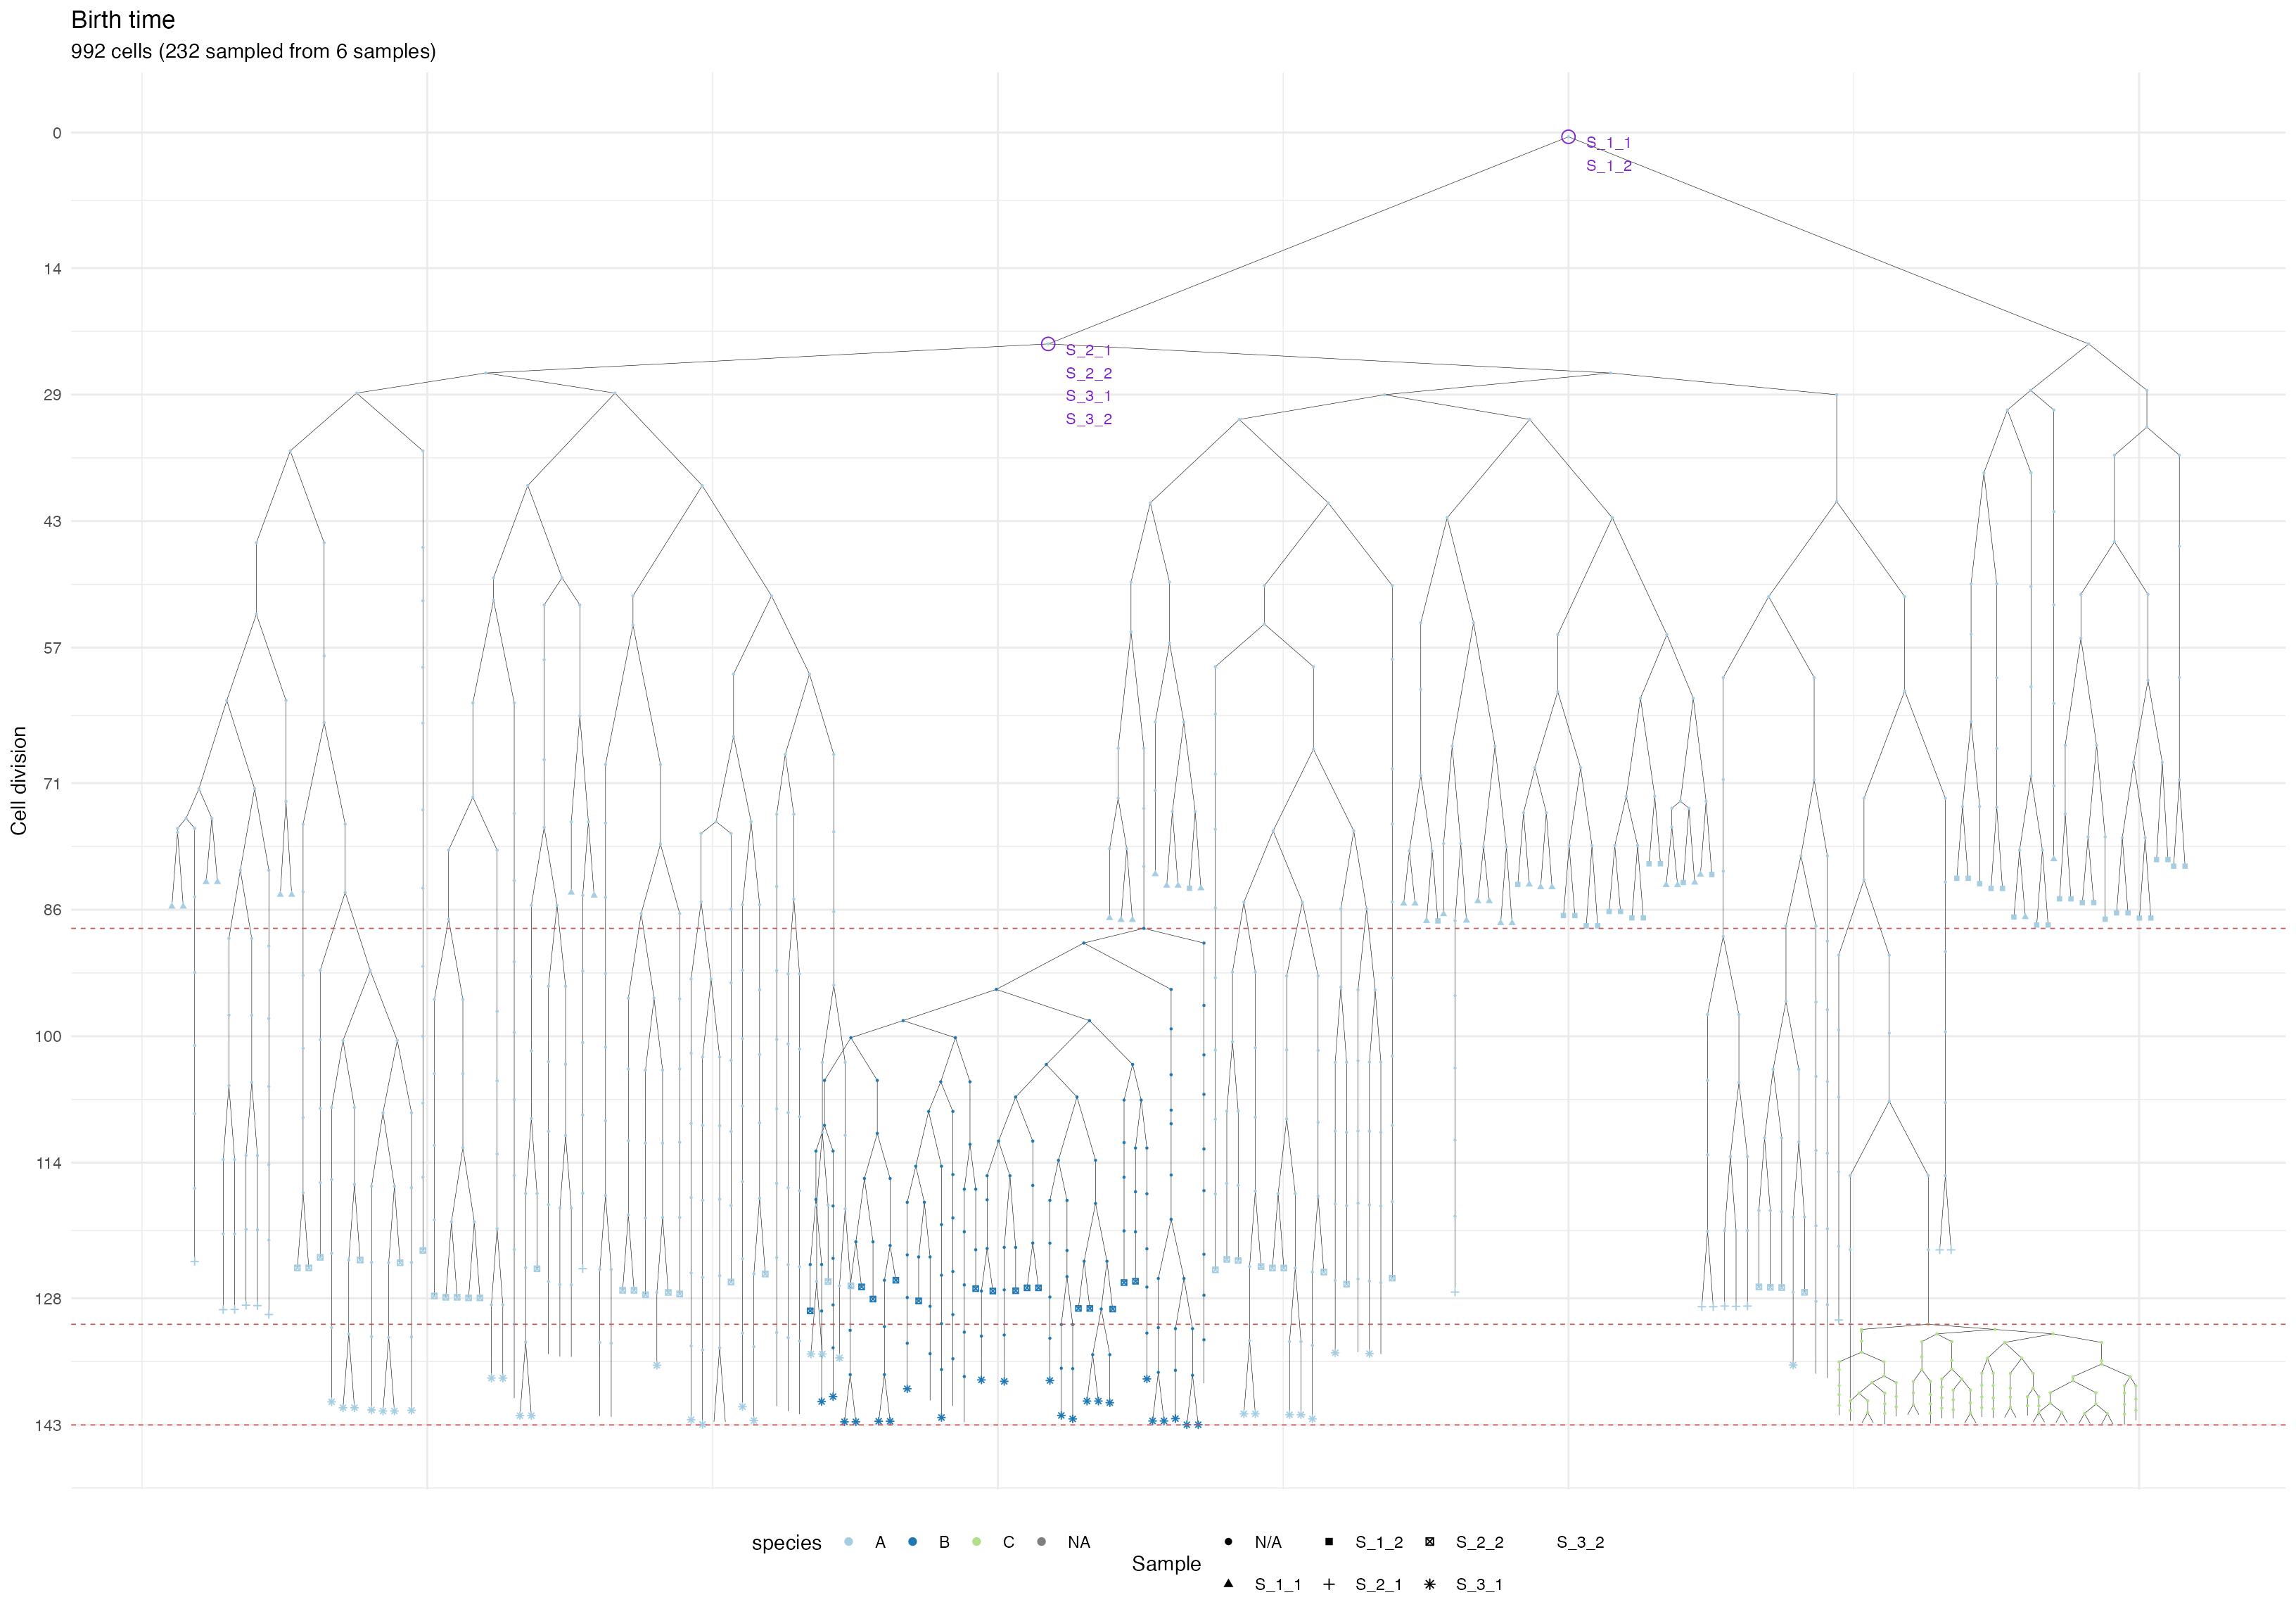 Birth time
992 cells (232 sampled from 6 samples)
0
14
29
43
57
71
86
100
114
128
143
Cell division
S_1_1
S_1_2
S_2_1
S_2_2
S_3_1
S_3_2
species A B C NA
Sample
N/A S_1_2 S_2_2 S_3_2
S_1_1 S_2_1 S_3_1